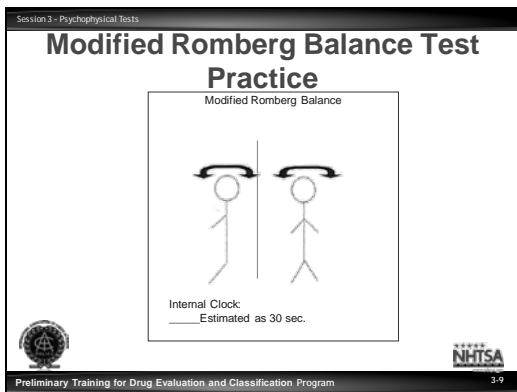 Session 3 - Psychophysical Tests
Modified Romberg Balance Test
Practice
Modified Romberg Balance
Internal Clock:
_____Estimated as 30 sec.
NHTSA
Preliminary Training for Drug Evaluation and Classification Program
3-9